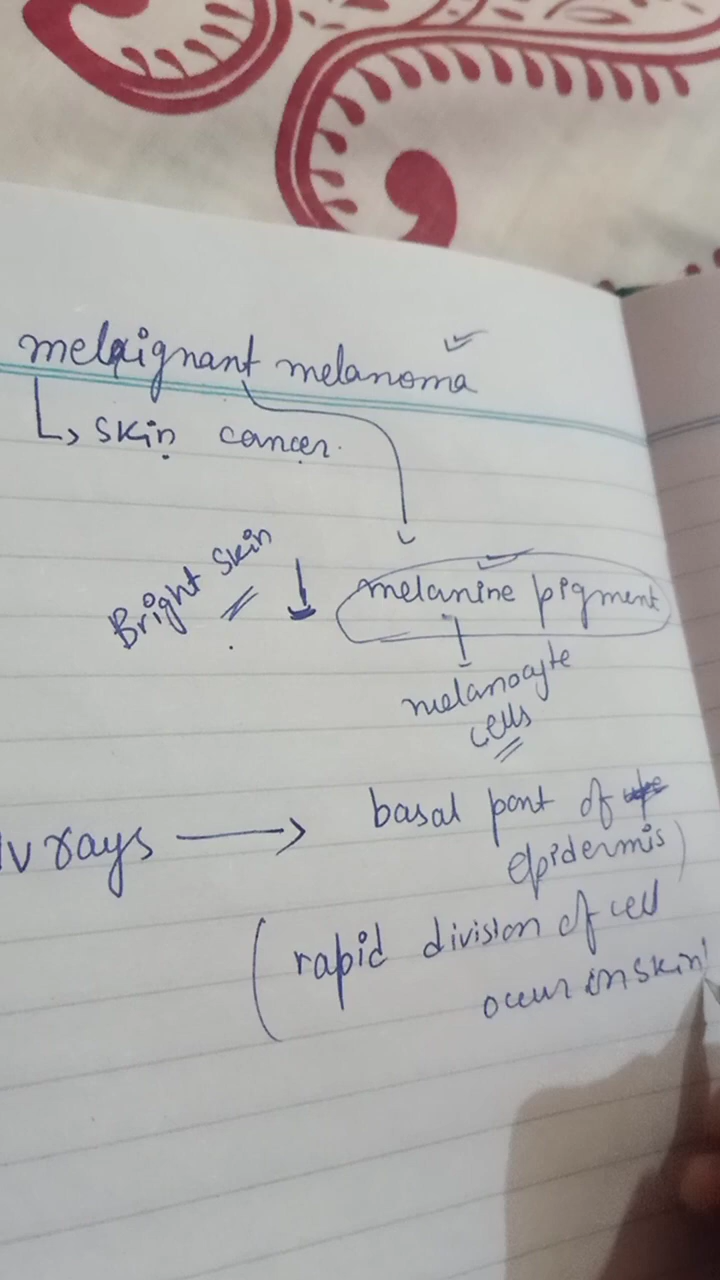 melaignant melanoma
↳ skin cancer.
Bright skin
↓ melanine pigment
melanocyte
cells
uv rays → basal part of
epidermis)
(rapid division of cell
occur in skin